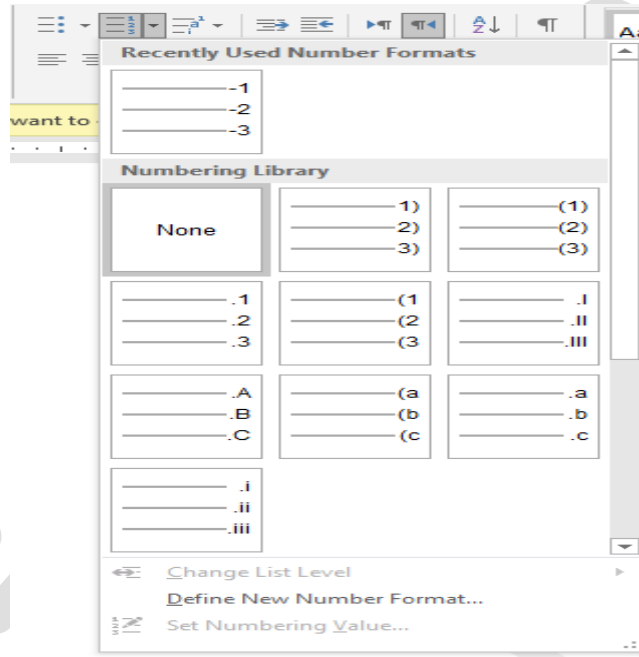 Aa
want to
Recently Used Number Formats
-1
-2
-3
Numbering Library
None
1)
2)
3)
(1)
(2)
(3)
.1
.2
.3
(1
(2
(3
.I
.II
.III
.A
.B
.C
(a
(b
(c
.a
.b
.c
.i
.ii
.iii
Change List Level
Define New Number Format...
Set Numbering Value...